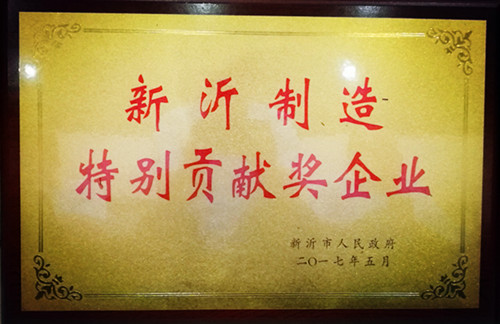 新沂制造
特别贡献奖企业
新沂市人民政府
二〇一七年五月